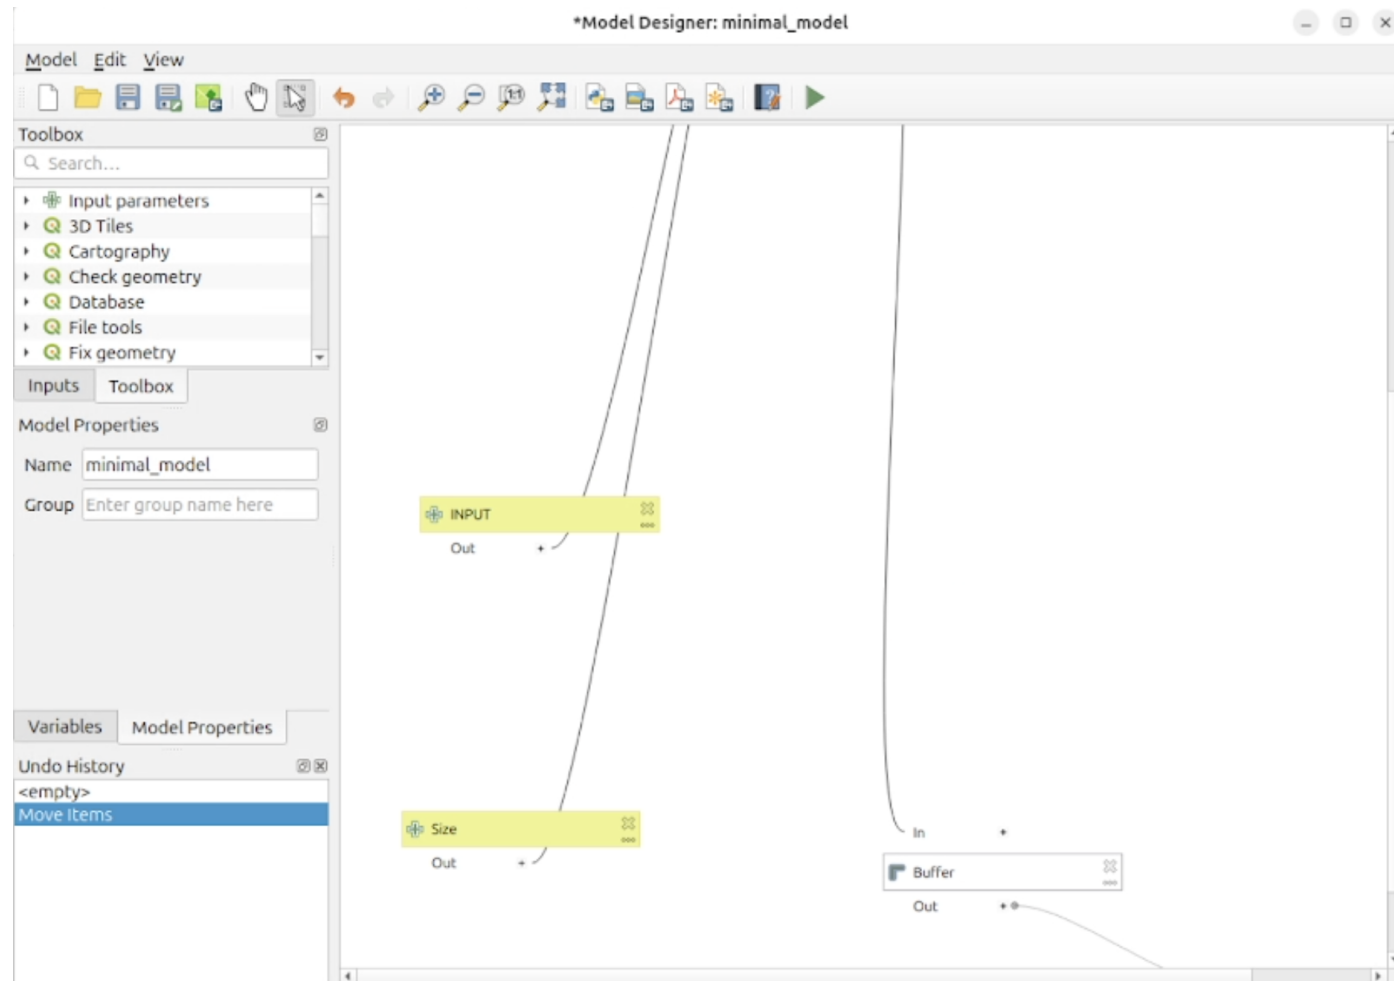 *Model Designer: minimal_model
Model Edit View
1:1
Toolbox
Search...
Input parameters
3D Tiles
Cartography
Check geometry
Database
File tools
Fix geometry
Inputs Toolbox
Model Properties
Name minimal_model
Group Enter group name here
INPUT
Out +
Variables Model Properties
Undo History
<empty>
Move Items
Size
Out +
In +
Buffer
Out +